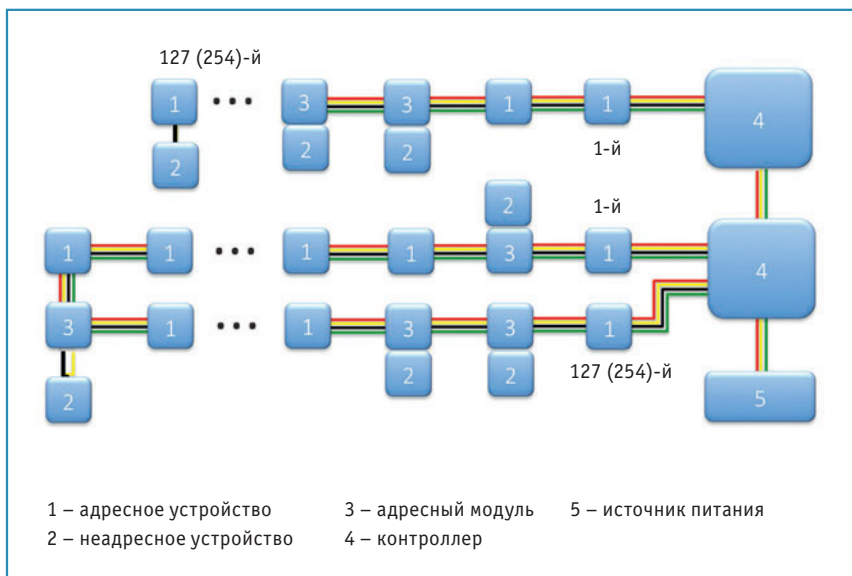 127 (254)-й
1 ••• 3 3 1 1 4
2 2 2 1-й
2 1-й
1 1 ••• 1 1 3 1 4
3 1 ••• 1 3 3 1
2 2 2 127 (254)-й 5
1 – адресное устройство 3 – адресный модуль 5 – источник питания
2 – неадресное устройство 4 – контроллер